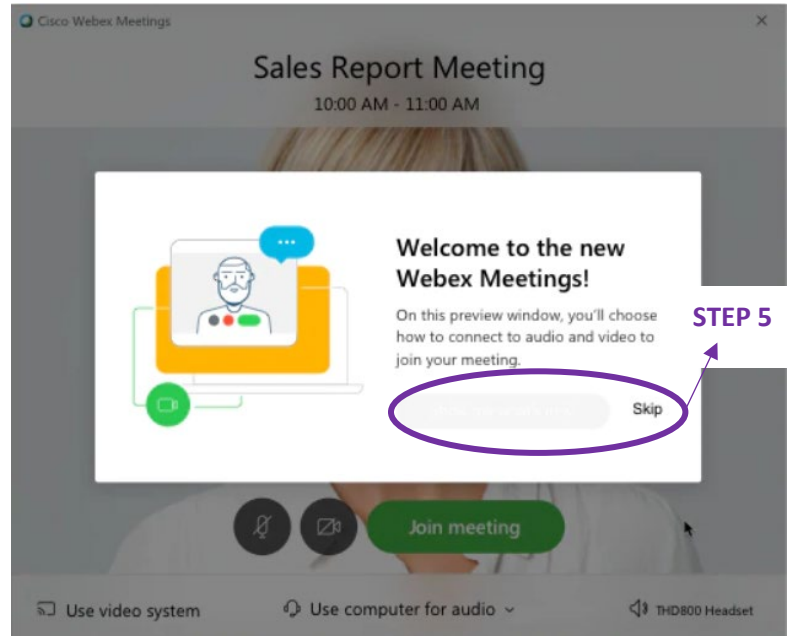 Cisco Webex Meetings
Sales Report Meeting
10:00 AM - 11:00 AM
Welcome to the new
Webex Meetings!
On this preview window, you'll choose
how to connect to audio and video to
join your meeting.
STEP 5
Skip
Join meeting
Use video system
Use computer for audio
THD800 Headset